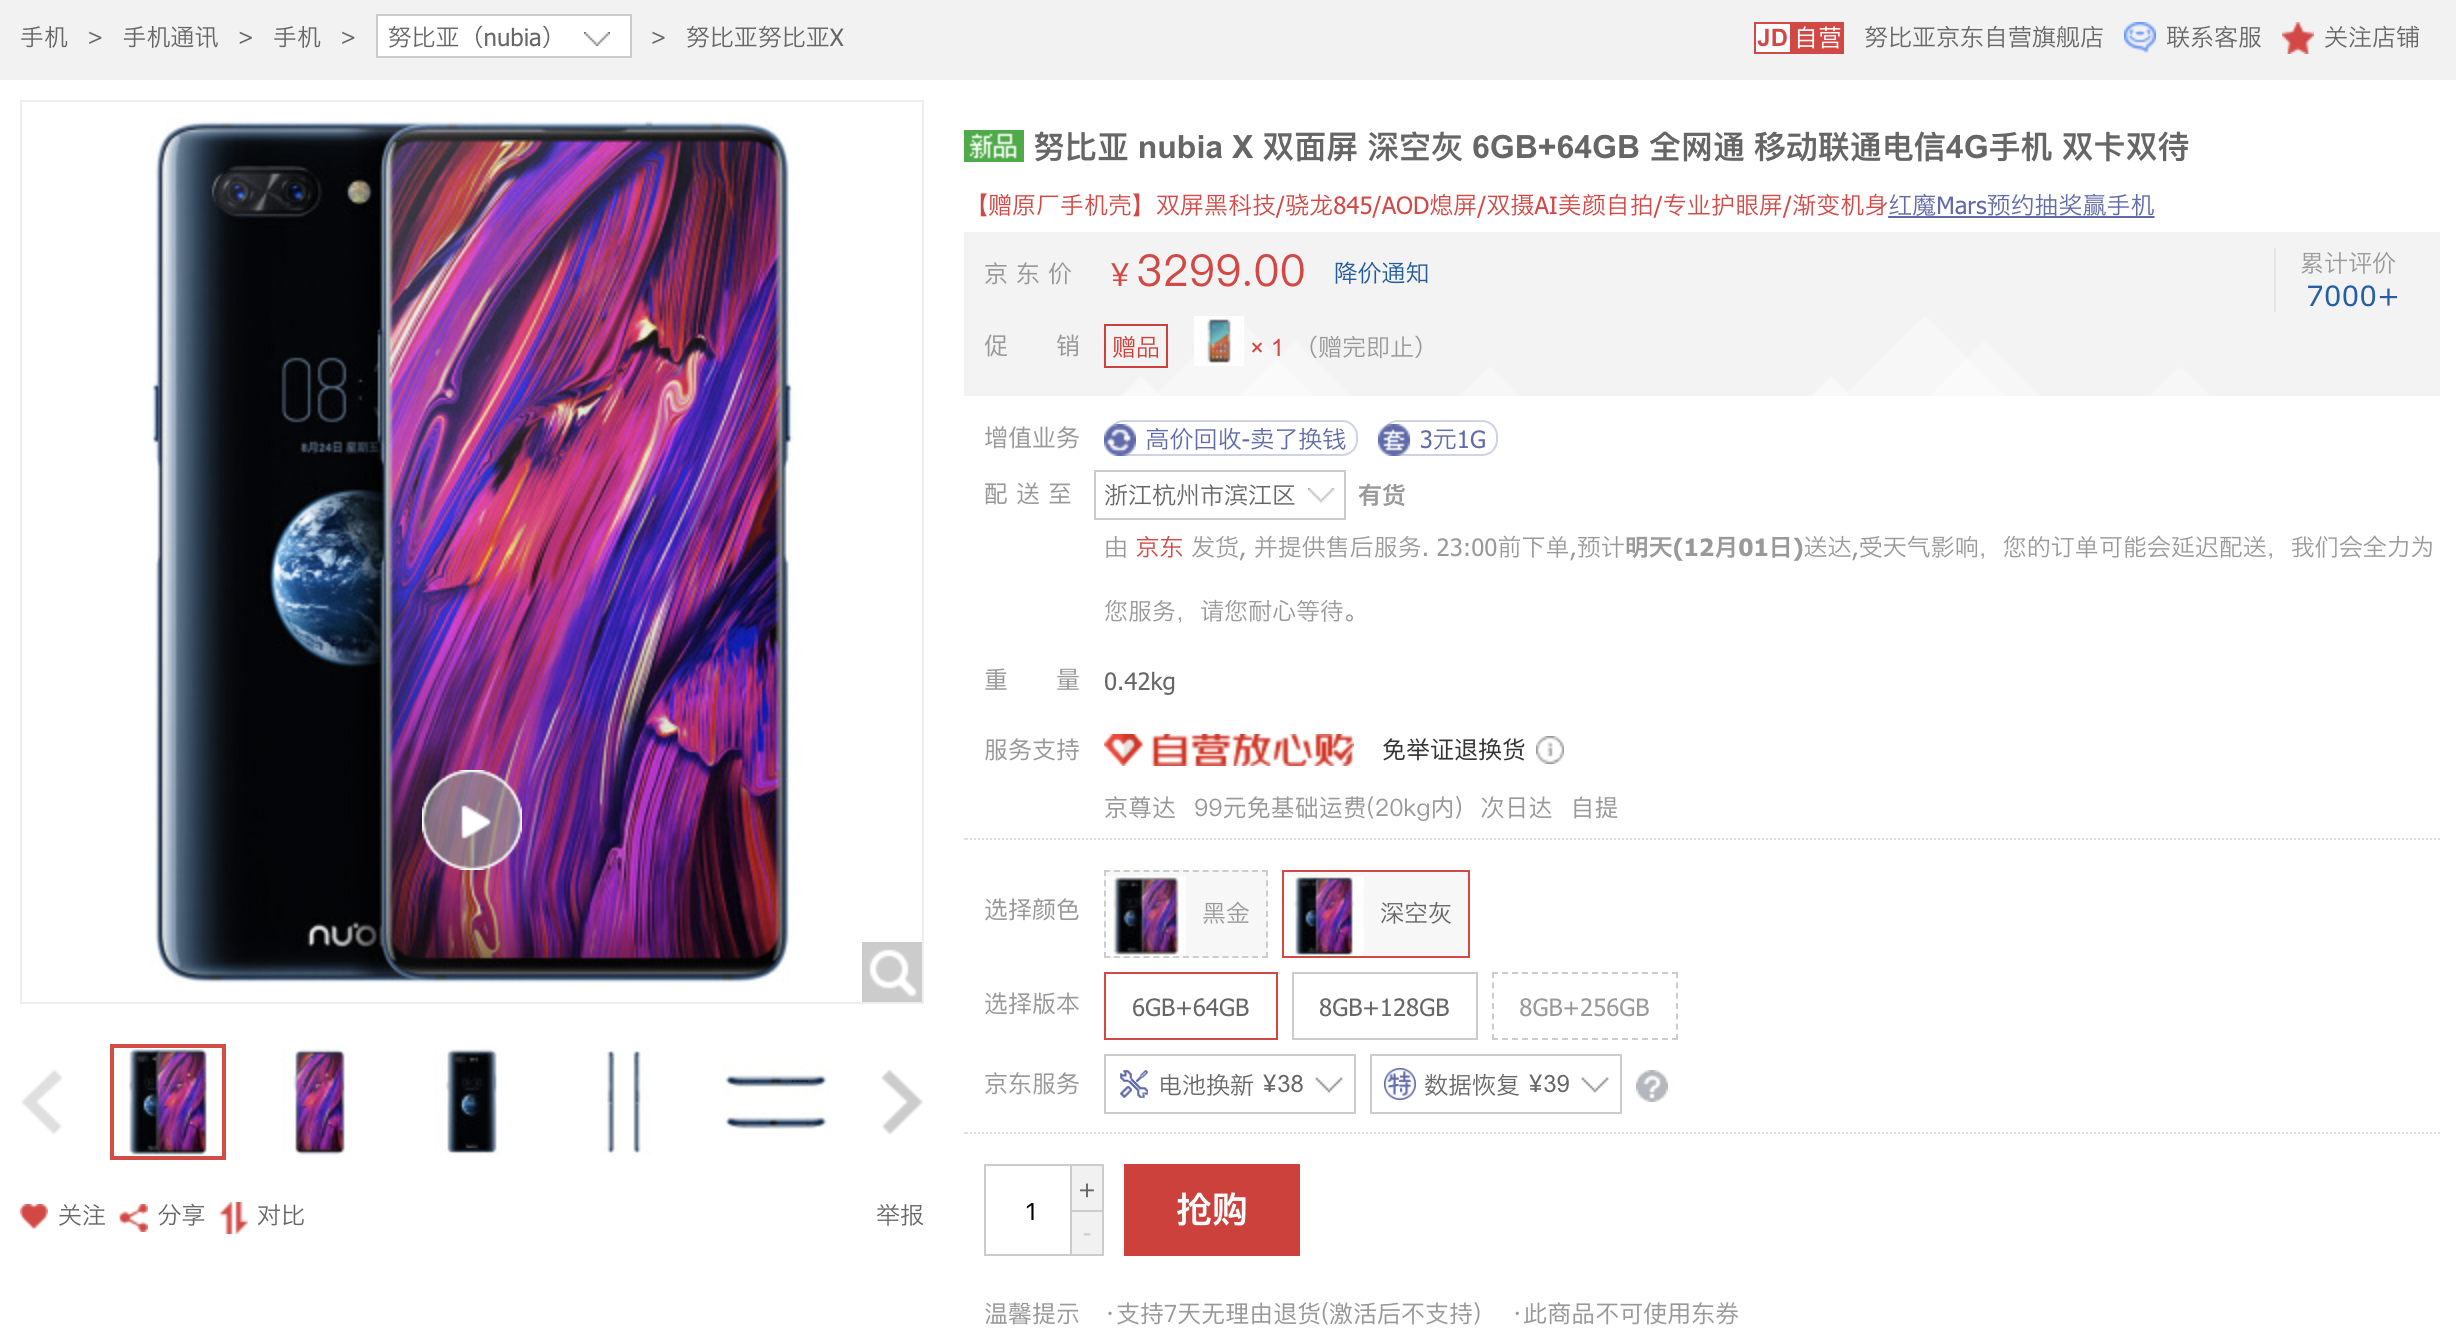 手机 > 手机通讯 > 手机 > 努比亚（nubia） > 努比亚努比亚X
JD 自营 努比亚京东自营旗舰店 联系客服 关注店铺
08:
8月24日 星期五
新品 努比亚 nubia X 双面屏 深空灰 6GB+64GB 全网通 移动联通电信4G手机 双卡双待
【赠原厂手机壳】双屏黑科技/骁龙845/AOD熄屏/双摄AI美颜自拍/专业护眼屏/渐变机身红魔Mars预约抽奖赢手机
京东价 ¥3299.00 降价通知
累计评价
7000+
促销 赠品 × 1 （赠完即止）
增值业务 高价回收-卖了换钱 套 3元1G
配送至 浙江杭州市滨江区 有货
由 京东 发货, 并提供售后服务. 23:00前下单,预计明天(12月01日)送达,受天气影响，您的订单可能会延迟配送，我们会全力为
您服务，请您耐心等待。
重量 0.42kg
服务支持 自营放心购 免举证退换货
京尊达 99元免基础运费(20kg内) 次日达 自提
选择颜色 黑金 深空灰
选择版本 6GB+64GB 8GB+128GB 8GB+256GB
京东服务 电池换新 ¥38 特 数据恢复 ¥39 ?
1 + -
抢购
温馨提示 ·支持7天无理由退货(激活后不支持) ·此商品不可使用东券
关注 分享 对比 举报